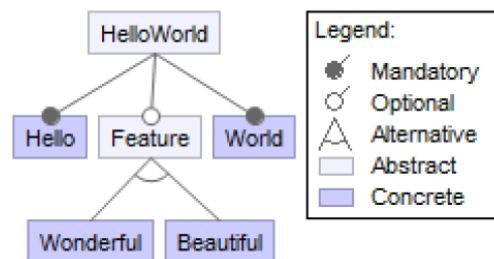 HelloWorld
Hello
Feature
World
Wonderful
Beautiful
Legend:
Mandatory
Optional
Alternative
Abstract
Concrete